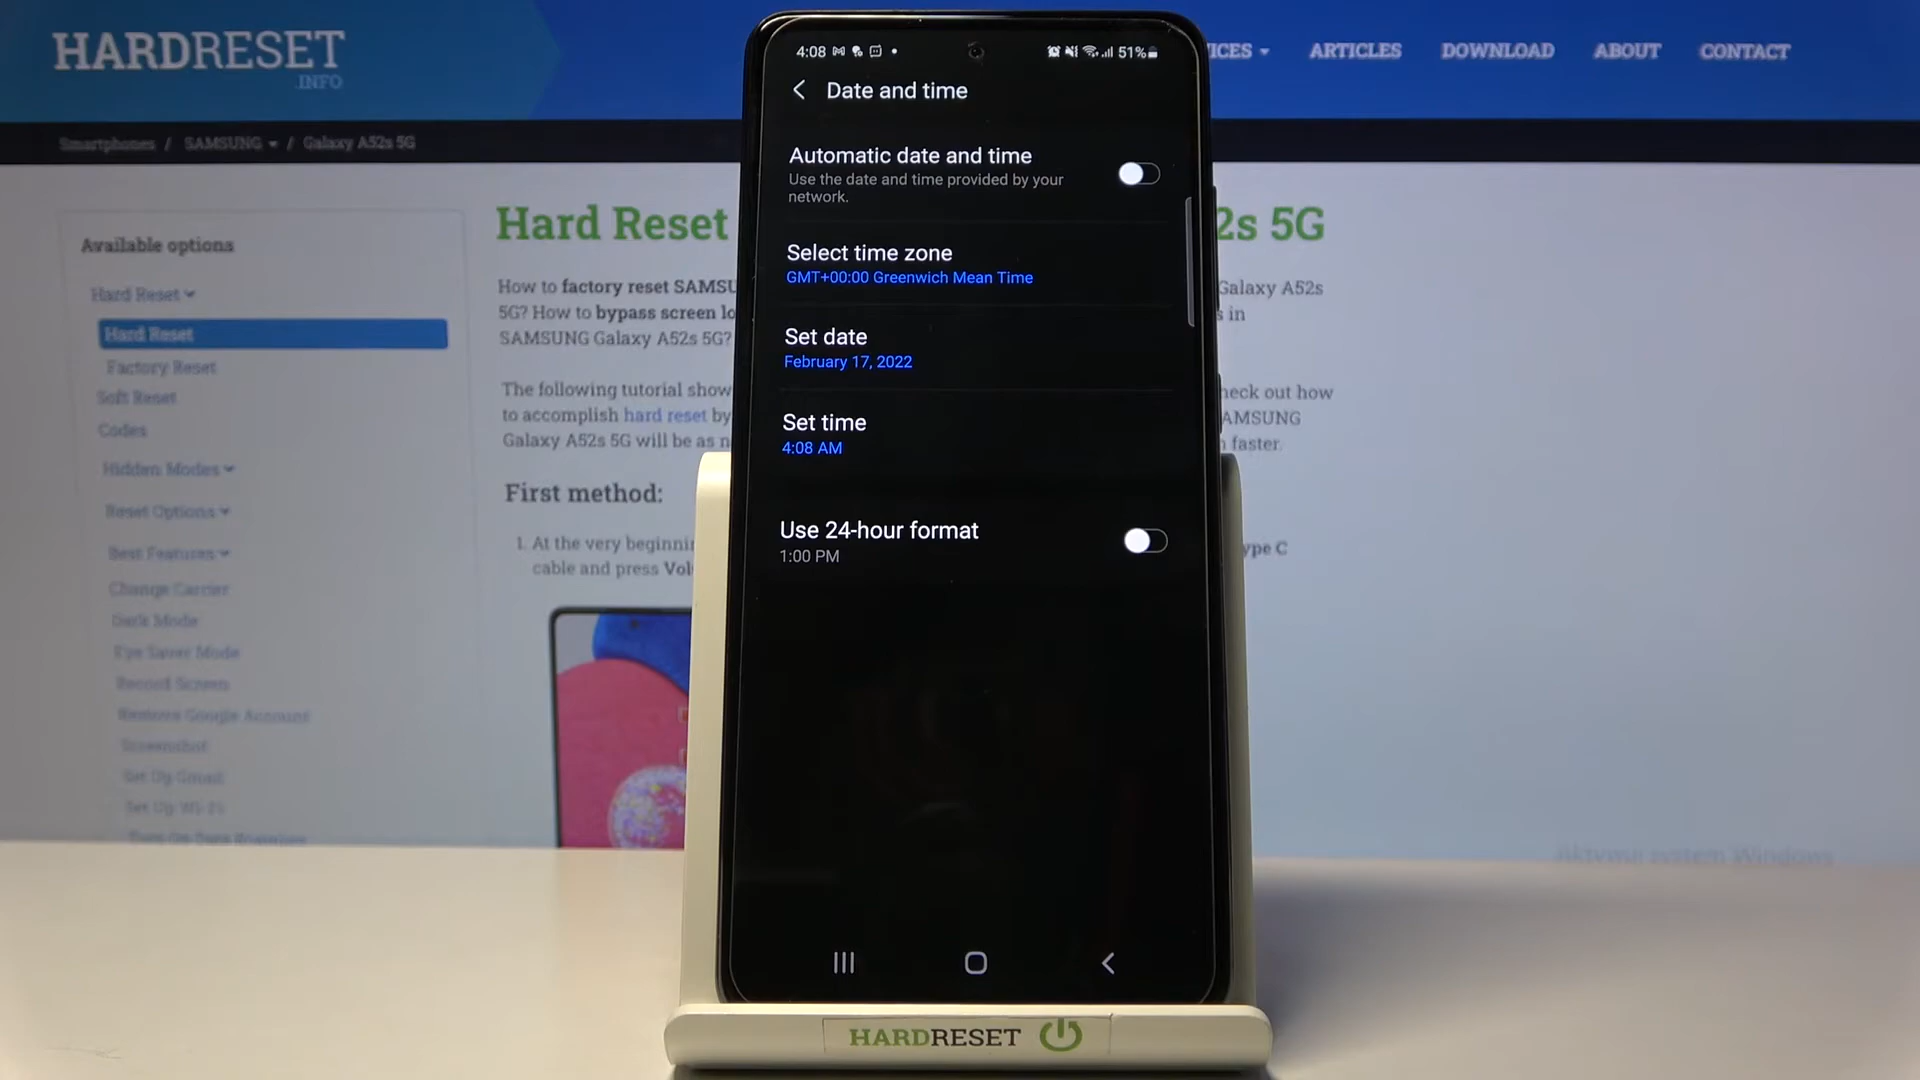 HARDRESET
.INFO
ICES ARTICLES DOWNLOAD ABOUT CONTACT
Smartphones / SAMSUNG / Galaxy A52s 5G
4:08 51%
Date and time
Automatic date and time
Use the date and time provided by your
network.
Select time zone
GMT+00:00 Greenwich Mean Time
Set date
February 17, 2022
Set time
4:08 AM
Use 24-hour format
1:00 PM
Available options
Hard Reset
Hard Reset
Factory Reset
Soft Reset
Codes
Hidden Modes
Reset Options
Best Features
Change Carrier
Dark Mode
Eye Saver Mode
Record Screen
Remove Google Account
Screenshot
Set Up Gmail
Set Up Wi-Fi
Hard Reset 2s 5G
How to factory reset SAMSU Galaxy A52s
5G? How to bypass screen lo s in
SAMSUNG Galaxy A52s 5G?
The following tutorial show heck out how
to accomplish hard reset by AMSUNG
Galaxy A52s 5G will be as n faster.
First method:
1. At the very beginni ype C
cable and press Vol
Aktywuj system Windows
HARDRESET